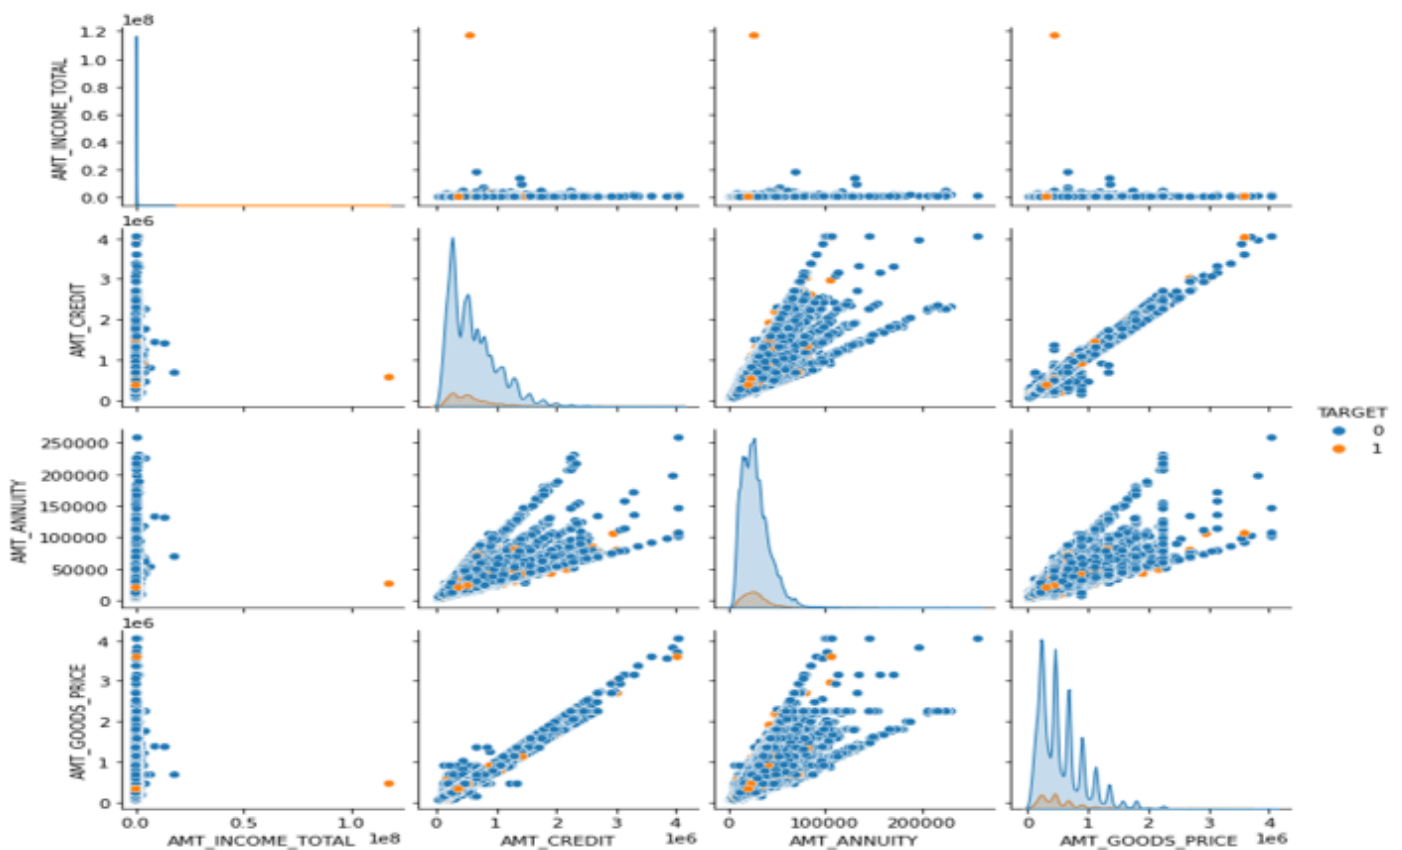 1e8
1.2
1.0
0.8
0.6
0.4
0.2
0.0
AMT_INCOME_TOTAL
1e6
4
3
2
1
0
AMT_CREDIT
250000
200000
150000
100000
50000
0
AMT_ANNUITY
1e6
4
3
2
1
0
AMT_GOODS_PRICE
0.0 0.5 1.0 1e8
AMT_INCOME_TOTAL
0 1 2 3 4 1e6
AMT_CREDIT
0 1000000 200000
AMT_ANNUITY
0 1 2 3 4 1e6
AMT_GOODS_PRICE
TARGET
0
1